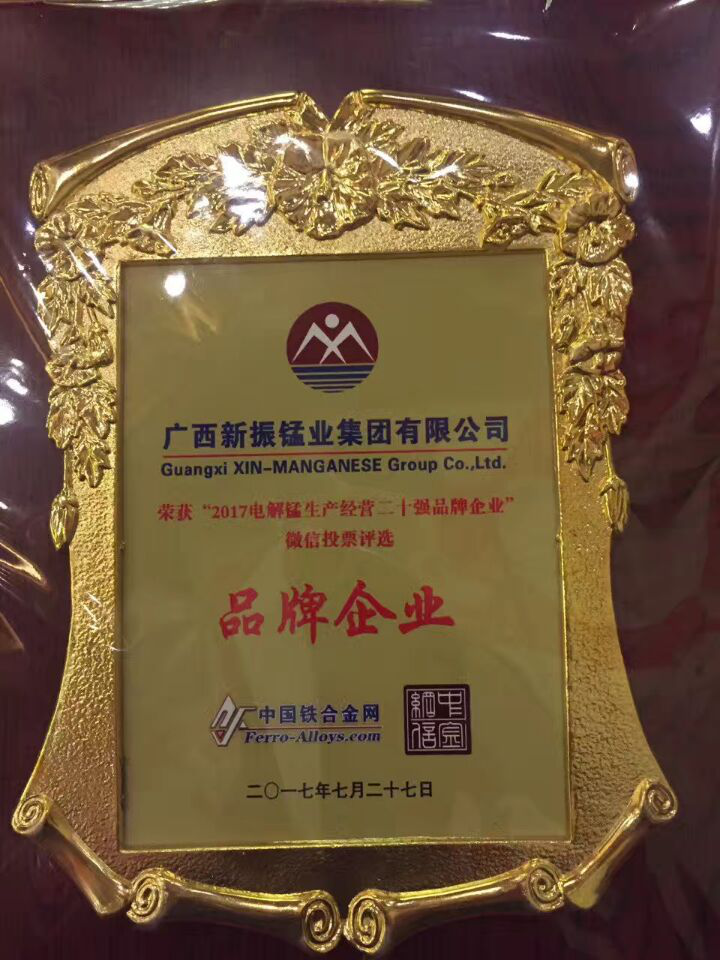 广西新振锰业集团有限公司
Guangxi XIN-MANGANESE Group Co.,Ltd.
荣获“2017电解锰生产经营二十强品牌企业”
微信投票评选
品牌企业
中国铁合金网
Ferro-Alloys.com
二〇一七年七月二十七日